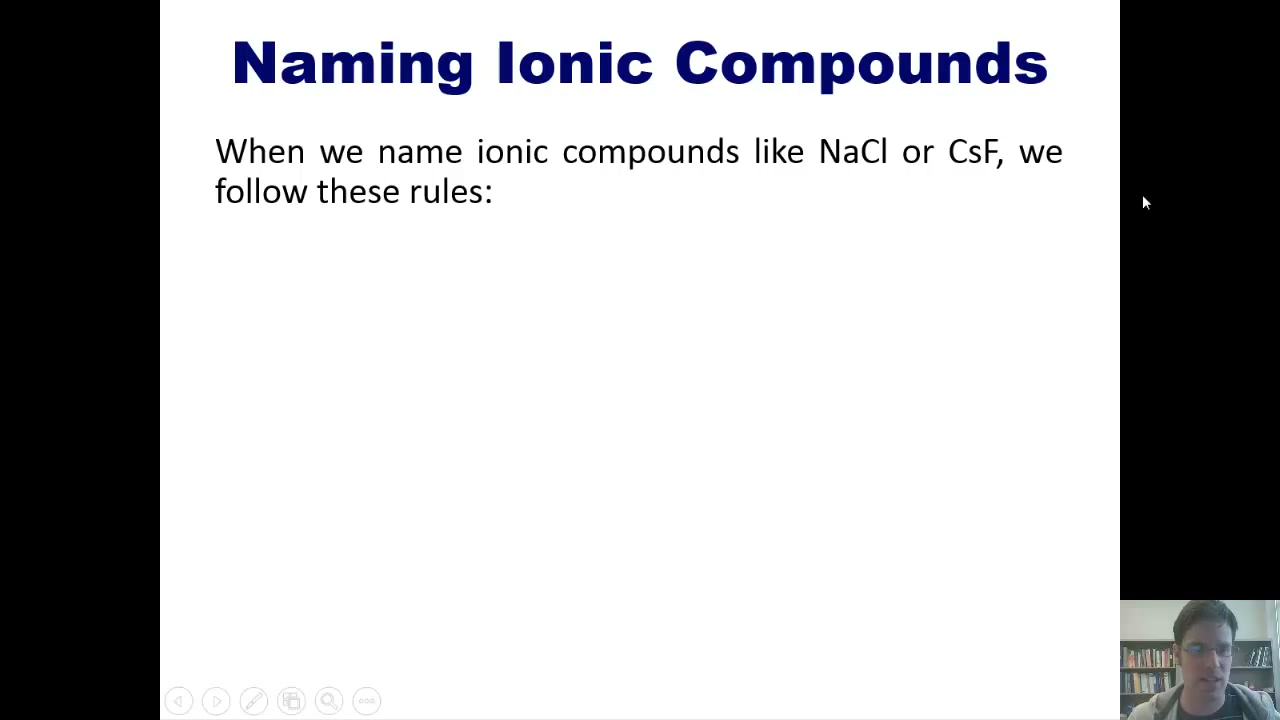 Naming Ionic Compounds
When we name ionic compounds like NaCl or CsF, we
follow these rules: